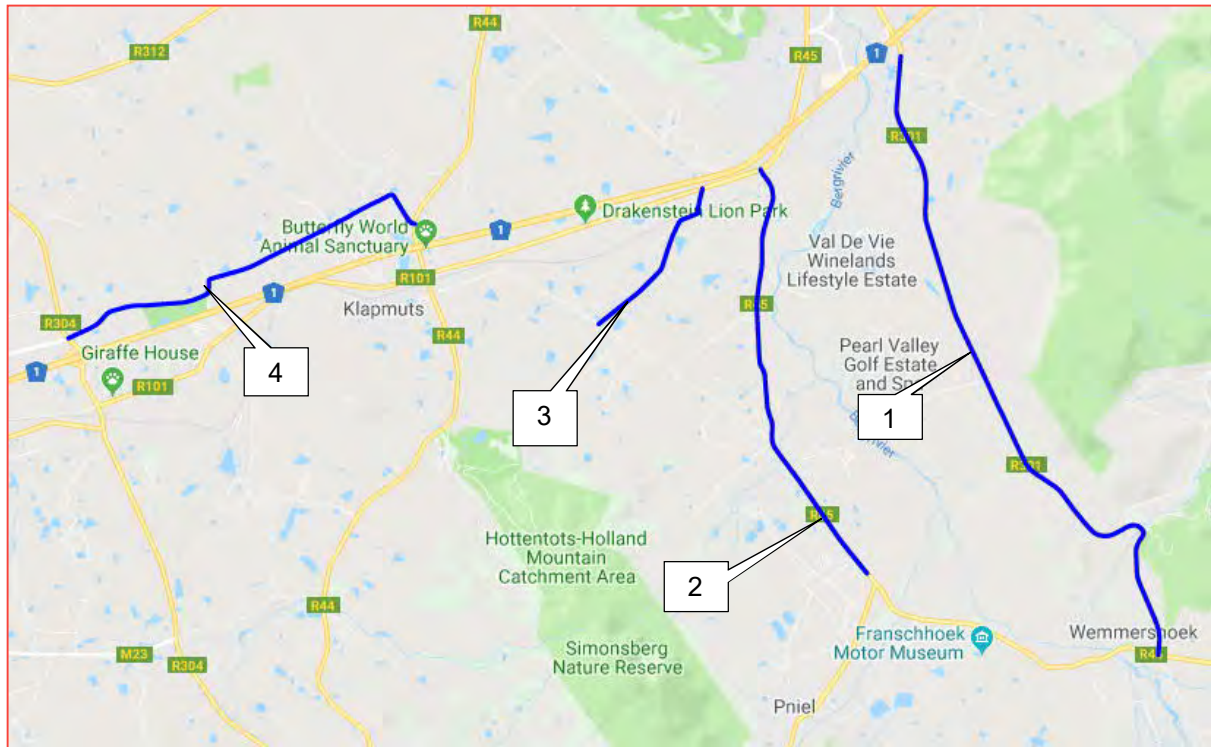 R44
R312
R45
1
R301
Bergrivier
Drakenstein Lion Park
Butterfly World
Animal Sanctuary
1
Val De Vie
Winelands
Lifestyle Estate
R101
1
Klapmuts
R45
R304
R44
Giraffe House
1
R101
4
3
Pearl Valley
Golf Estate
and Spa
1
R301
R45
Hottentots-Holland
Mountain
Catchment Area
2
R44
Franschhoek
Motor Museum
Wemmershoek
R45
Simonsberg
Nature Reserve
M23
R304
Pniel